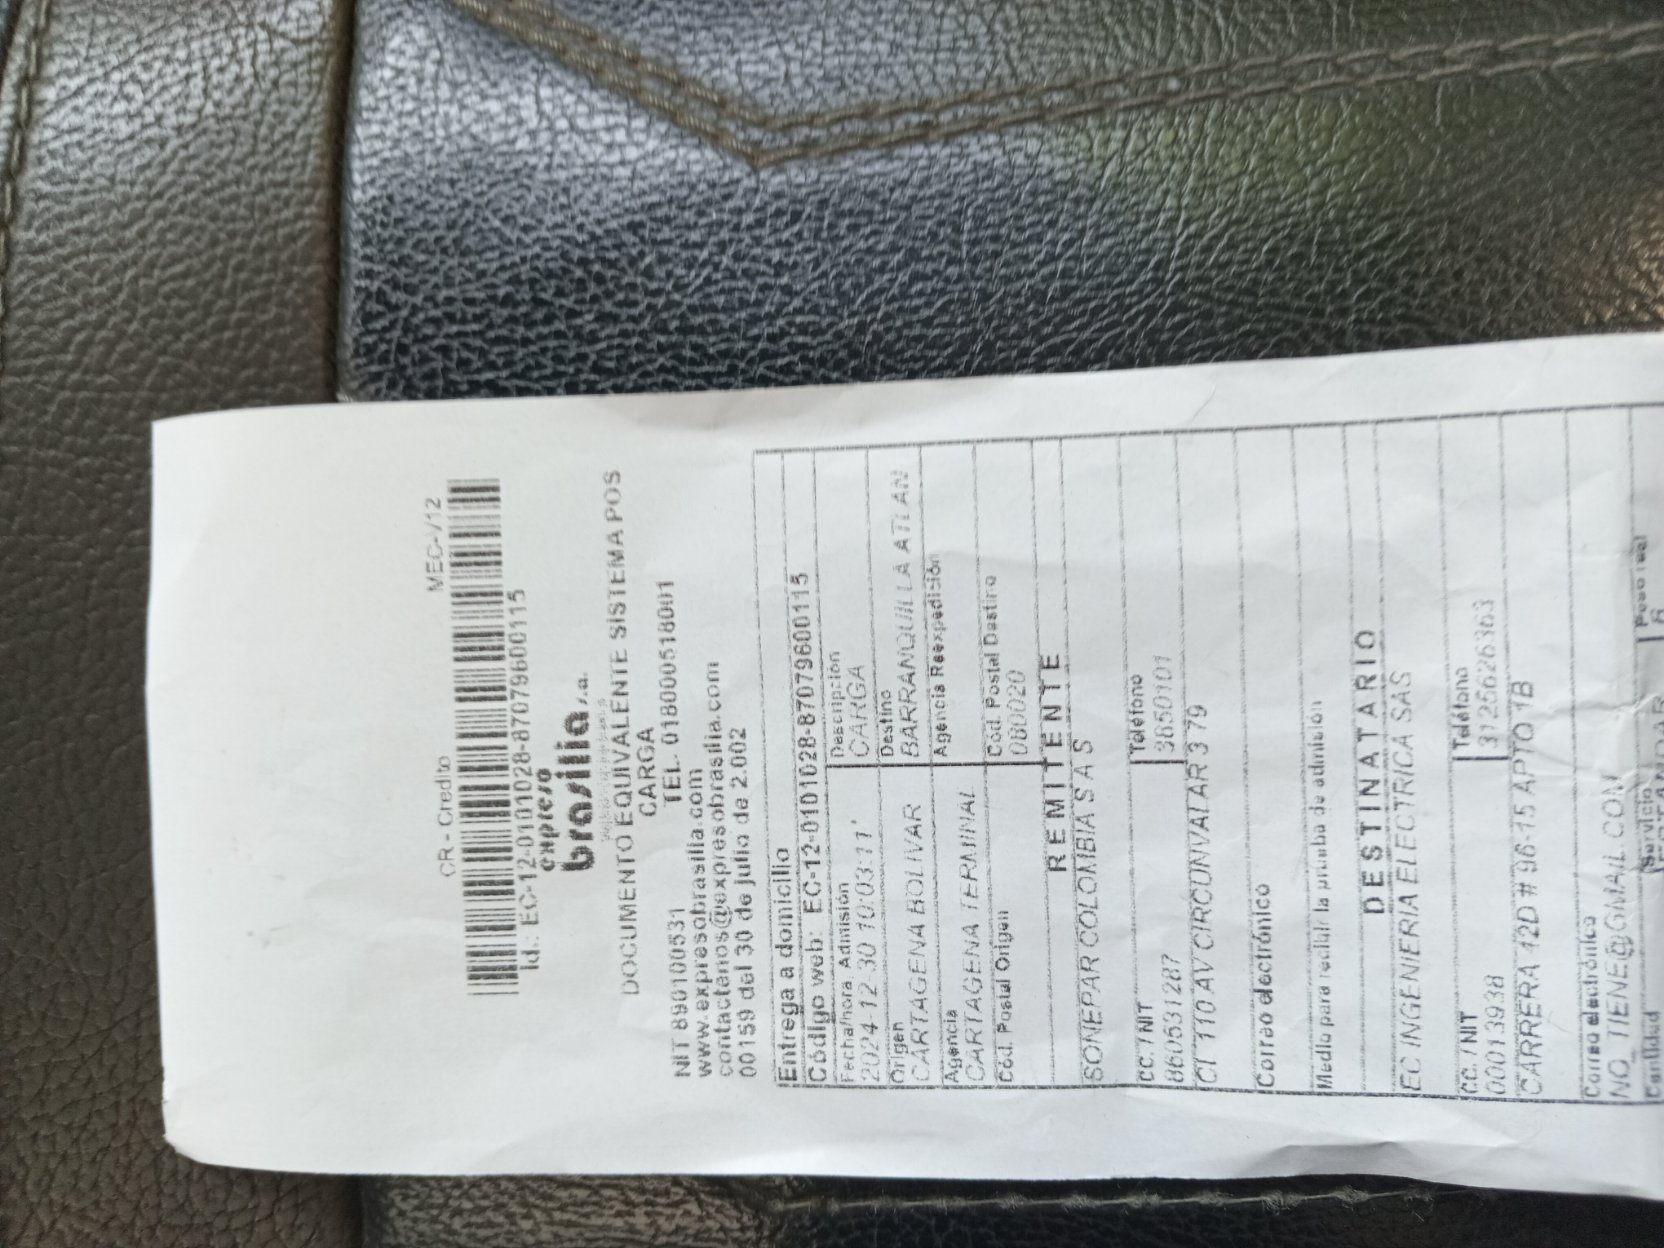 CR - Credito MEC-V12
Id.: EC-12-0101028-87079600115
expreso
brasilia s.a.
DOCUMENTO EQUIVALENTE SISTEMA POS
CARGA
NIT 890100531 TEL. 018000518001
www.expresobrasilia.com
contactenos@expresobrasilia.com
00159 del 30 de julio de 2.002
Entrega a domicilio
Código web: EC-12-0101028-87079600115
Fecha/hora Admisión Descripción
2024-12-30 10:03:11 CARGA
Origen Destino
CARTAGENA BOLIVAR BARRANQUILLA ATLAN
Agencia Agencia Reexpedición
CARTAGENA TERMINAL
Cód. Postal Origen Cód. Postal Destino
080020
REMITENTE
SONEPAR COLOMBIA S A S
CC. / NIT Teléfono
860531287 3850101
Cl 110 AV CIRCUNVALAR 3 79
Correo electrónico
Medio para recibir la prueba de admisión
DESTINATARIO
EC INGENIERIA ELECTRICA SAS
CC. / NIT Teléfono
00013938 3125626363
CARRERA 42D # 96-15 APTO 1B
Correo electrónico
NO_TIENE@GMAIL.COM
Cantidad Servicio Peso real